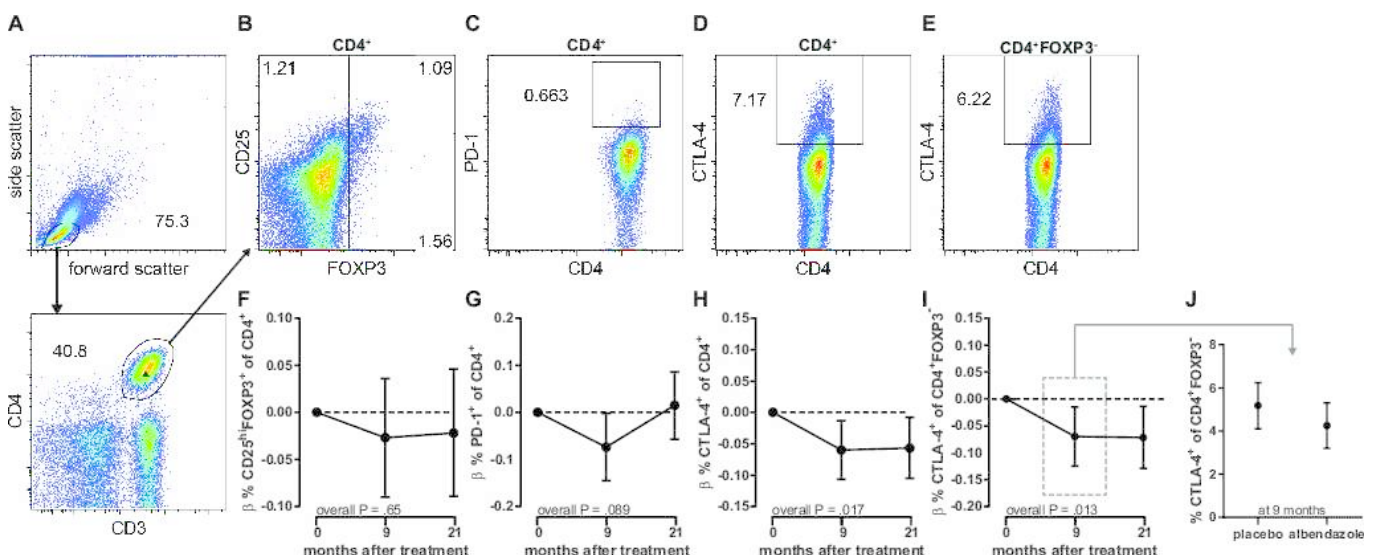 A
side scatter
75.3
forward scatter
B
CD4⁺
1.21
1.09
1.56
CD25
FOXP3
C
CD4⁺
0.663
PD-1
CD4
D
CD4⁺
7.17
CTLA-4
CD4
E
CD4⁺FOXP3⁻
6.22
CTLA-4
CD4
40.8
CD4
CD3
F
β % CD25ʰⁱFOXP3⁺ of CD4⁺
0.10
0.05
0.00
-0.05
-0.10
overall P = .65
0 9 21
months after treatment
G
β % PD-1⁺ of CD4⁺
0.2
0.1
0.0
-0.1
-0.2
overall P = .089
0 9 21
months after treatment
H
β % CTLA-4⁺ of CD4⁺
0.15
0.10
0.05
0.00
-0.05
-0.10
-0.15
overall P = .017
0 9 21
months after treatment
I
β % CTLA-4⁺ of CD4⁺FOXP3⁻
0.15
0.10
0.05
0.00
-0.05
-0.10
-0.15
-0.20
overall P = .013
0 9 21
months after treatment
J
% CTLA-4⁺ of CD4⁺FOXP3⁻
8
6
4
2
0
at 9 months
placebo albendazole